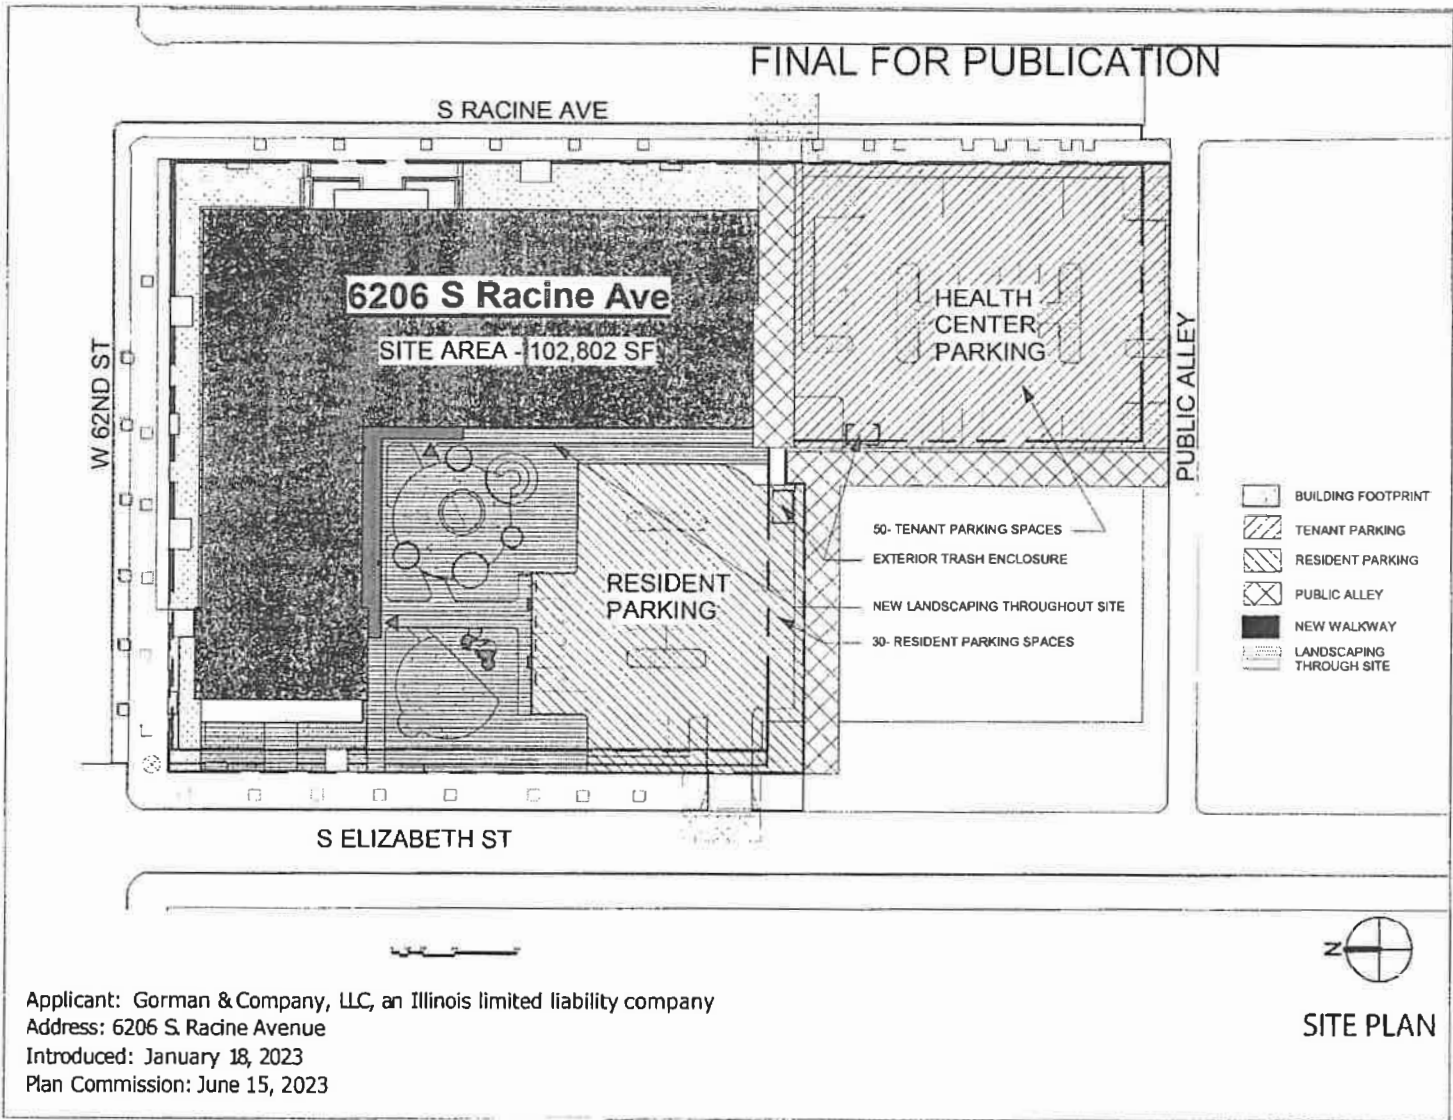 FINAL FOR PUBLICATION
S RACINE AVE
6206 S Racine Ave
SITE AREA - 102,802 SF
HEALTH
CENTER
PARKING
W 62ND ST
PUBLIC ALLEY
RESIDENT
PARKING
50- TENANT PARKING SPACES
EXTERIOR TRASH ENCLOSURE
NEW LANDSCAPING THROUGHOUT SITE
30- RESIDENT PARKING SPACES
BUILDING FOOTPRINT
TENANT PARKING
RESIDENT PARKING
PUBLIC ALLEY
NEW WALKWAY
LANDSCAPING
THROUGH SITE
S ELIZABETH ST
N
SITE PLAN
Applicant: Gorman & Company, LLC, an Illinois limited liability company
Address: 6206 S. Racine Avenue
Introduced: January 18, 2023
Plan Commission: June 15, 2023